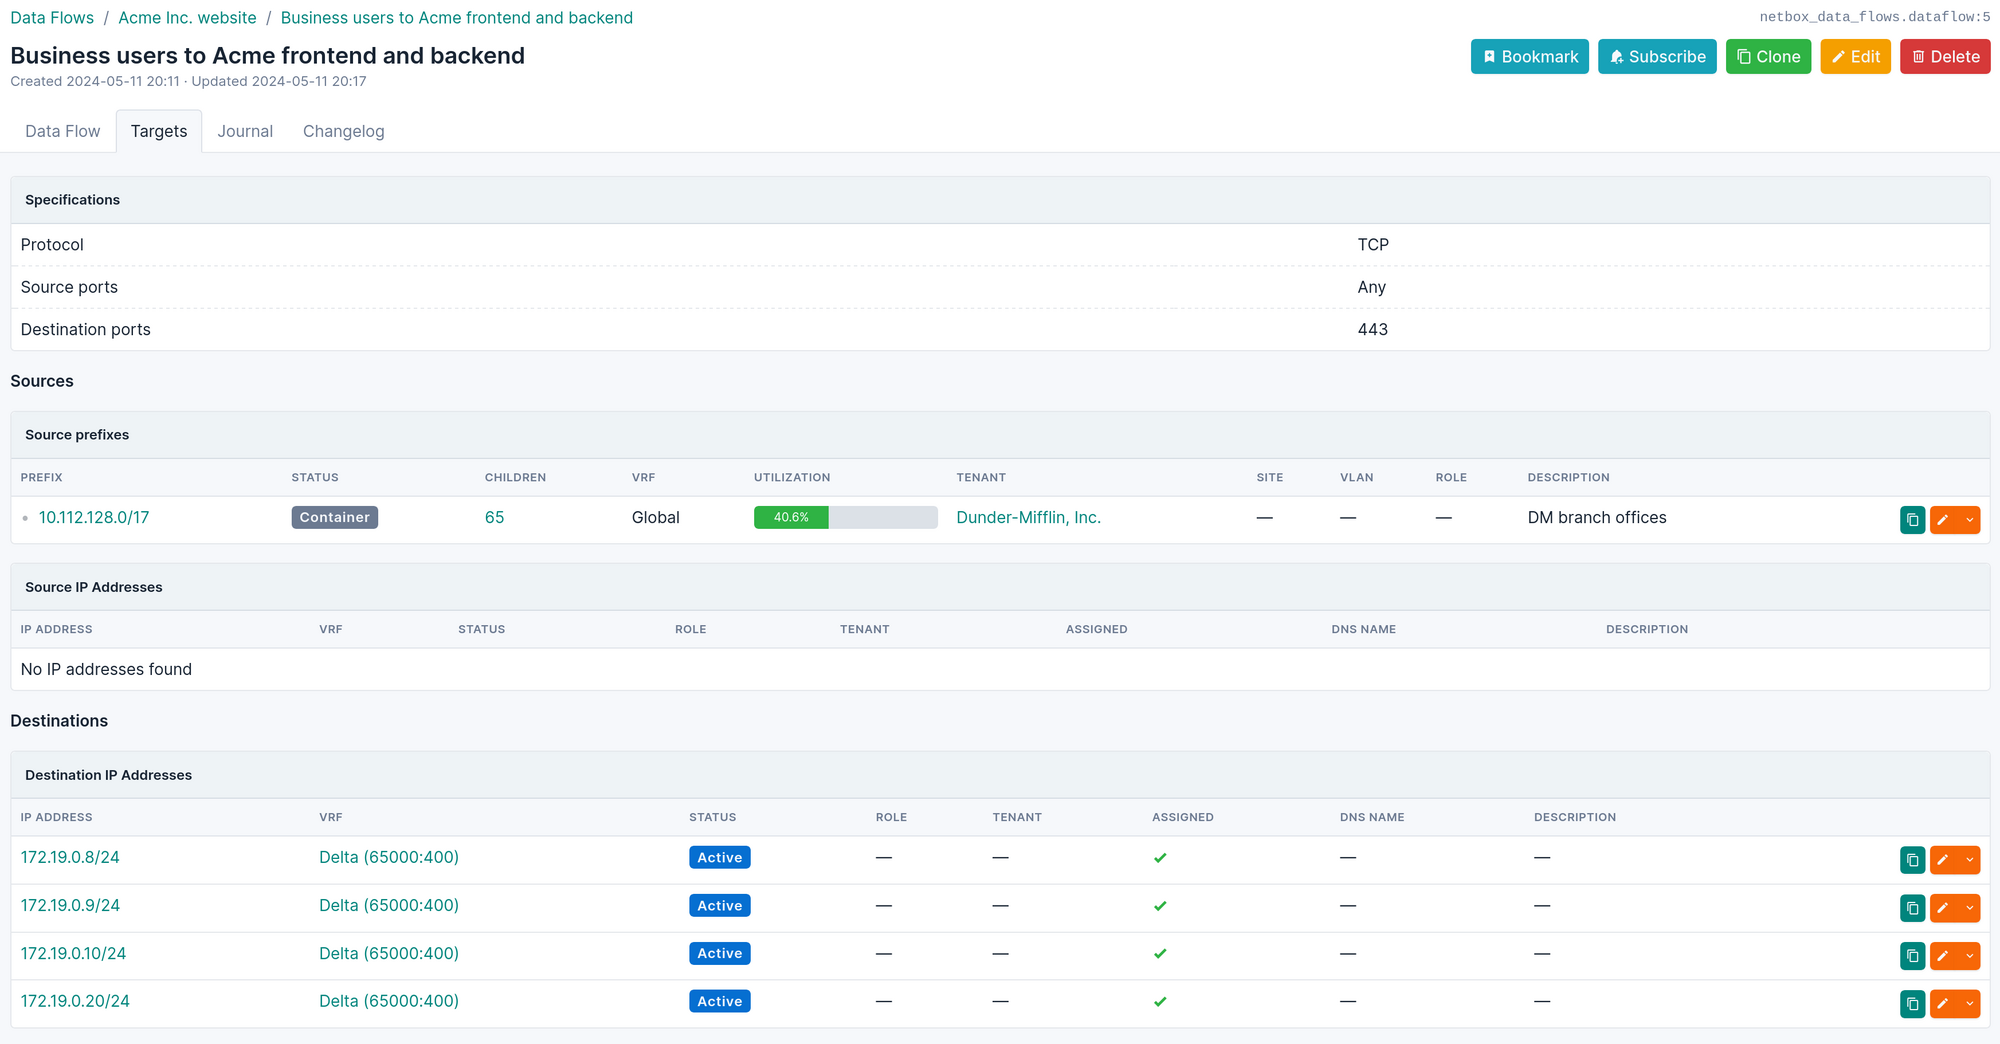 Data Flows / Acme Inc. website / Business users to Acme frontend and backend
netbox_data_flows.dataflow:5
Business users to Acme frontend and backend
Bookmark Subscribe Clone Edit Delete
Created 2024-05-11 20:11 · Updated 2024-05-11 20:17
Data Flow Targets Journal Changelog
Specifications
Protocol TCP
Source ports Any
Destination ports 443
Sources
Source prefixes
PREFIX STATUS CHILDREN VRF UTILIZATION TENANT SITE VLAN ROLE DESCRIPTION
• 10.112.128.0/17 Container 65 Global 40.6% Dunder-Mifflin, Inc. — — — DM branch offices
Source IP Addresses
IP ADDRESS VRF STATUS ROLE TENANT ASSIGNED DNS NAME DESCRIPTION
No IP addresses found
Destinations
Destination IP Addresses
IP ADDRESS VRF STATUS ROLE TENANT ASSIGNED DNS NAME DESCRIPTION
172.19.0.8/24 Delta (65000:400) Active — — ✔ — —
172.19.0.9/24 Delta (65000:400) Active — — ✔ — —
172.19.0.10/24 Delta (65000:400) Active — — ✔ — —
172.19.0.20/24 Delta (65000:400) Active — — ✔ — —